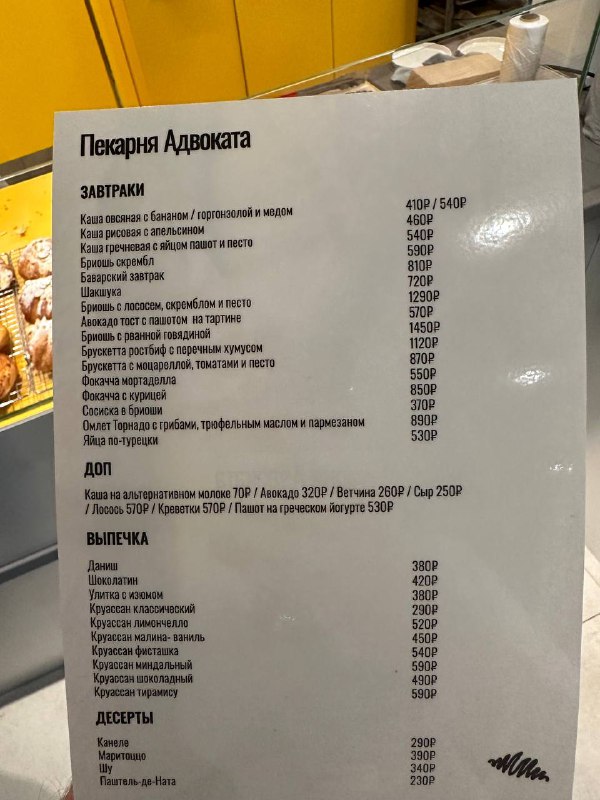 Пекарня Адвоката
ЗАВТРАКИ
Каша овсяная с бананом / горгонзолой и медом 410₽ / 540₽
Каша рисовая с апельсином 460₽
Каша гречневая с яйцом пашот и песто 540₽
Бриошь скрембл 590₽
Баварский завтрак 810₽
Шакшука 720₽
Бриошь с лососем, скремблом и песто 1290₽
Авокадо тост с пашотом на тартине 570₽
Бриошь с рваной говядиной 1450₽
Брускетта ростбиф с перечным хумусом 1120₽
Брускетта с моцареллой, томатами и песто 870₽
Фокачча мортаделла 550₽
Фокачча с курицей 850₽
Сосиска в бриоши 370₽
Омлет Торнадо с грибами, трюфельным маслом и пармезаном 890₽
Яйца по-турецки 530₽
ДОП
Каша на альтернативном молоке 70₽ / Авокадо 320₽ / Ветчина 260₽ / Сыр 250₽
/ Лосось 570₽ / Креветки 570₽ / Пашот на греческом йогурте 530₽
ВЫПЕЧКА
Даниш 380₽
Шоколатин 420₽
Улитка с изюмом 380₽
Круассан классический 290₽
Круассан лимончелло 520₽
Круассан малина- ваниль 450₽
Круассан фисташка 540₽
Круассан миндальный 590₽
Круассан шоколадный 490₽
Круассан тирамису 590₽
ДЕСЕРТЫ
Канеле 290₽
Маритоццо 390₽
Шу 340₽
Паштель-де-Ната 230₽